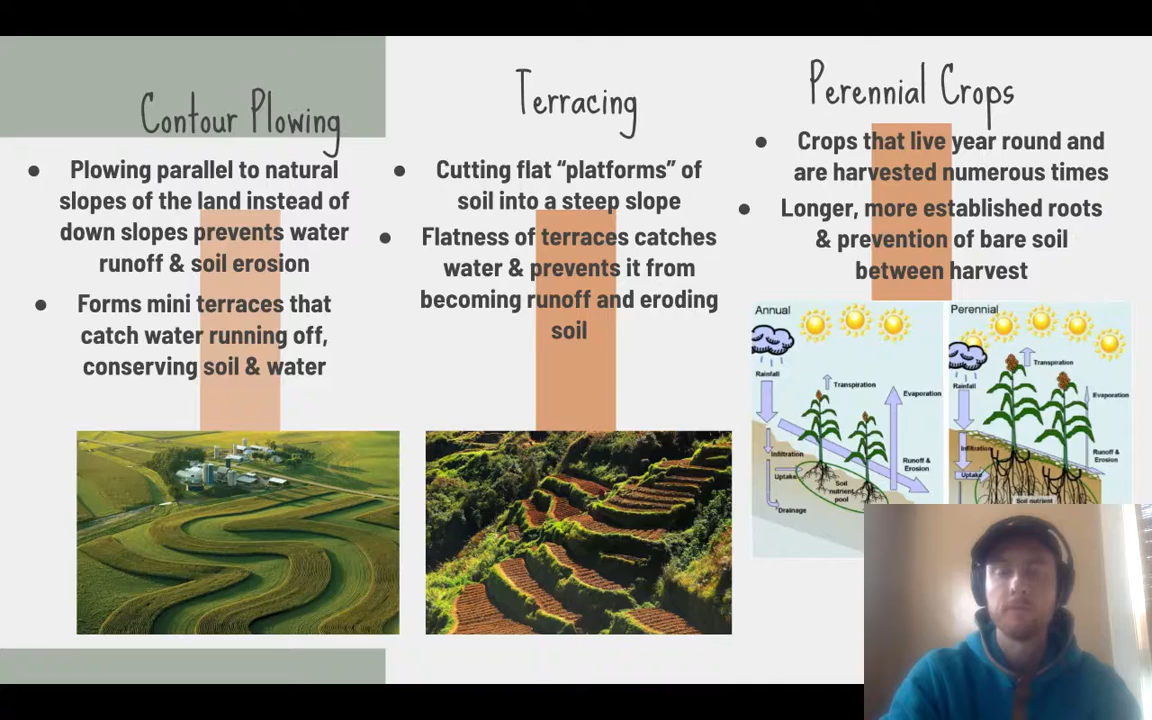 Contour Plowing
● Plowing parallel to natural
slopes of the land instead of
down slopes prevents water
runoff & soil erosion
● Forms mini terraces that
catch water running off,
conserving soil & water
Terracing
● Cutting flat “platforms” of
soil into a steep slope
● Flatness of terraces catches
water & prevents it from
becoming runoff and eroding
soil
Perennial Crops
● Crops that live year round and
are harvested numerous times
● Longer, more established roots
& prevention of bare soil
between harvest
Annual
Rainfall
Transpiration
Evaporation
Infiltration
Uptake
Runoff &
Erosion
Soil
nutrient
pool
Drainage
Perennial
Transpiration
Rainfall
Evaporation
Infiltration
Runoff &
Erosion
Uptake
Soil nutrient